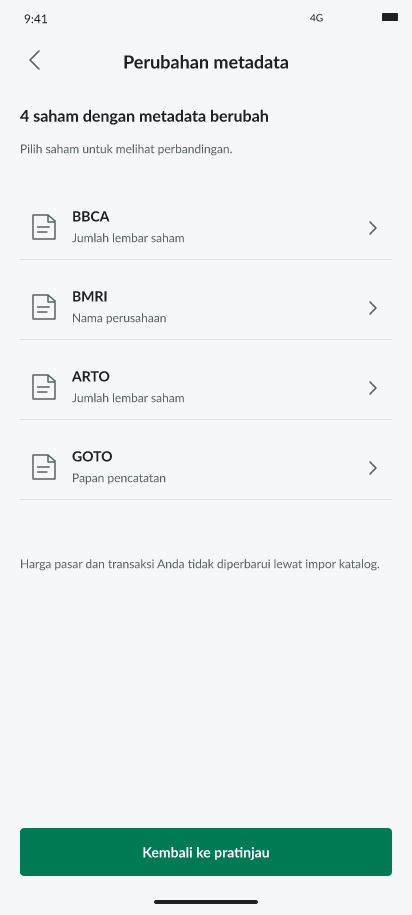 9:41
4G
Perubahan metadata
4 saham dengan metadata berubah
Pilih saham untuk melihat perbandingan.
BBCA
Jumlah lembar saham
BMRI
Nama perusahaan
ARTO
Jumlah lembar saham
GOTO
Papan pencatatan
Harga pasar dan transaksi Anda tidak diperbarui lewat impor katalog.
Kembali ke pratinjau